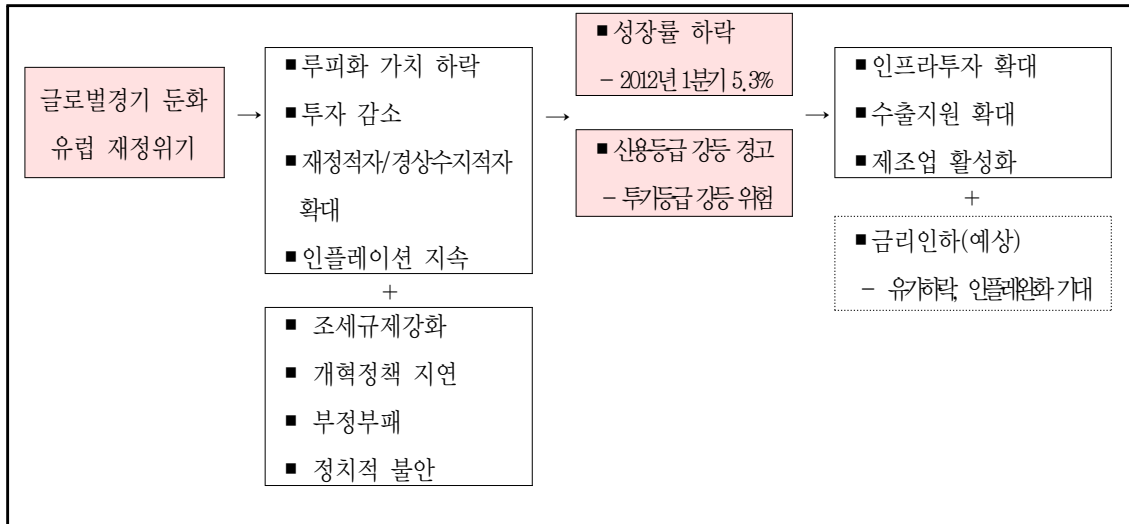 글로벌경기 둔화
유럽 재정위기
→
■ 루피화 가치 하락
■ 투자 감소
■ 재정적자/경상수지적자
확대
■ 인플레이션 지속
+
■ 조세규제강화
■ 개혁정책 지연
■ 부정부패
■ 정치적 불안
→
■ 성장률 하락
– 2012년 1분기 5.3%
■ 신용등급 강등 경고
– 투기등급 강등 위험
→
■ 인프라투자 확대
■ 수출지원 확대
■ 제조업 활성화
+
■ 금리인하(예상)
– 유가하락, 인플레완화 기대